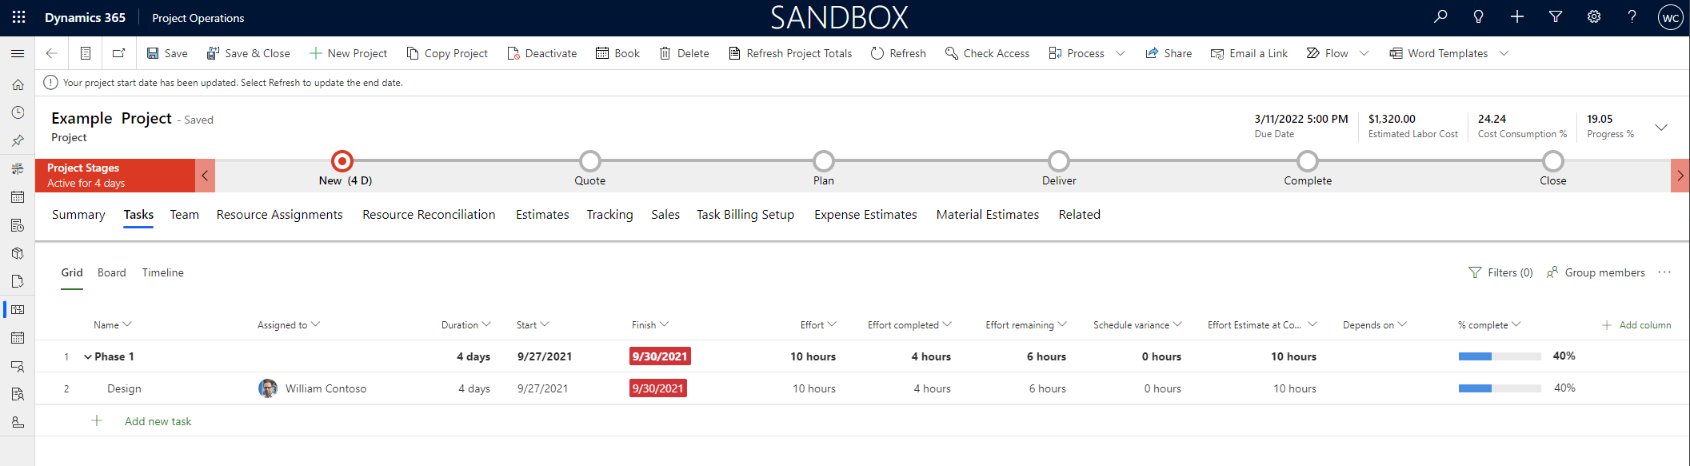 Dynamics 365 Project Operations SANDBOX WC
Save Save & Close New Project Copy Project Deactivate Book Delete Refresh Project Totals Refresh Check Access Process Share Email a Link Flow Word Templates
Your project start date has been updated. Select Refresh to update the end date.
Example Project - Saved
Project
3/11/2022 5:00 PM $1,320.00 24.24 19.05
Due Date Estimated Labor Cost Cost Consumption % Progress %
Project Stages
Active for 4 days
New (4 D) Quote Plan Deliver Complete Close
Summary Tasks Team Resource Assignments Resource Reconciliation Estimates Tracking Sales Task Billing Setup Expense Estimates Material Estimates Related
Grid Board Timeline Filters (0) Group members
Name Assigned to Duration Start Finish Effort Effort completed Effort remaining Schedule variance Effort Estimate at Co... Depends on % complete Add column
1 Phase 1 4 days 9/27/2021 9/30/2021 10 hours 4 hours 6 hours 0 hours 10 hours 40%
2 Design William Contoso 4 days 9/27/2021 9/30/2021 10 hours 4 hours 6 hours 0 hours 10 hours 40%
Add new task